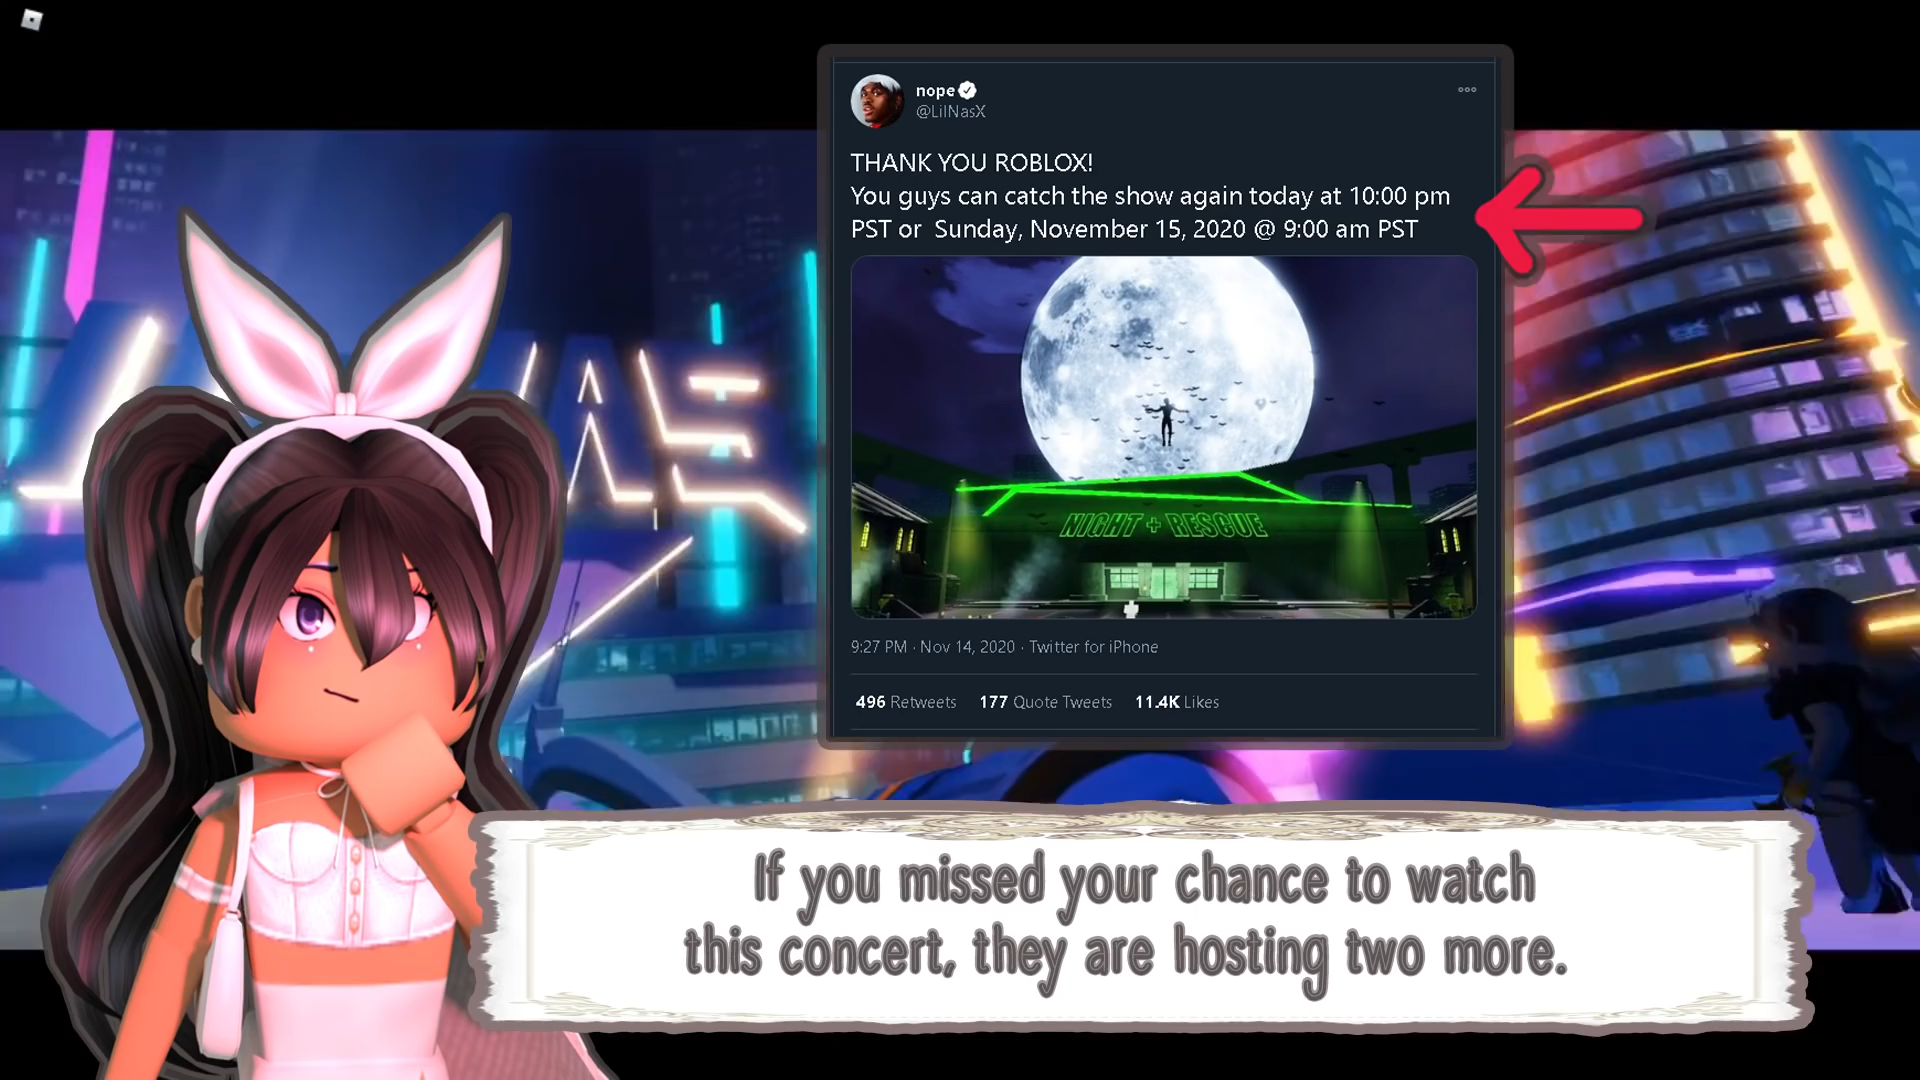 nope
@LilNasX
THANK YOU ROBLOX!
You guys can catch the show again today at 10:00 pm
PST or  Sunday, November 15, 2020 @ 9:00 am PST
NIGHT + RESCUE
9:27 PM · Nov 14, 2020 · Twitter for iPhone
496 Retweets 177 Quote Tweets 11.4K Likes
If you missed your chance to watch
this concert, they are hosting two more.